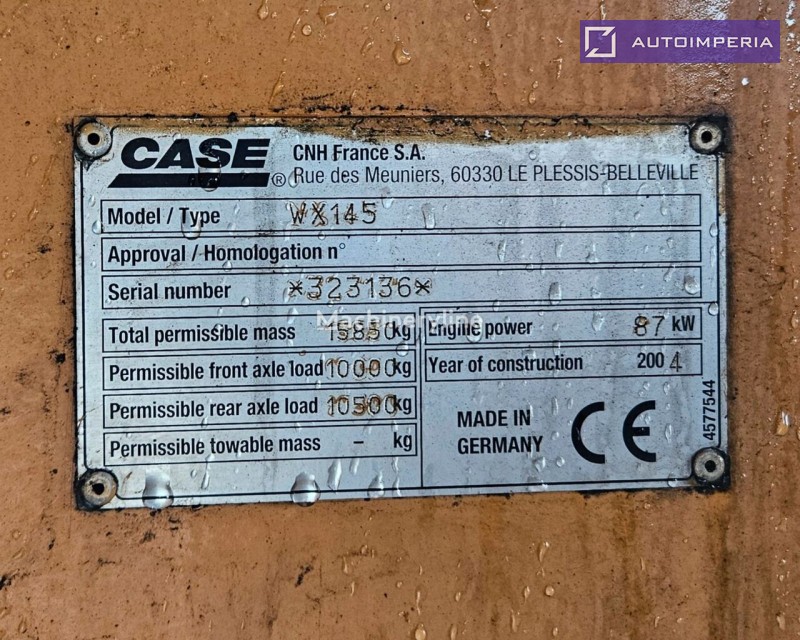 AUTOIMPERIA
CASE®
CNH France S.A.
Rue des Meuniers, 60330 LE PLESSIS-BELLEVILLE
Model / Type WX145
Approval / Homologation n°
Serial number *323136*
Total permissible mass 15850 kg
Engine power 87 kW
Permissible front axle load 10000 kg
Year of construction 2004
Permissible rear axle load 10500 kg
Permissible towable mass – kg
MADE IN
GERMANY
CE
4577544